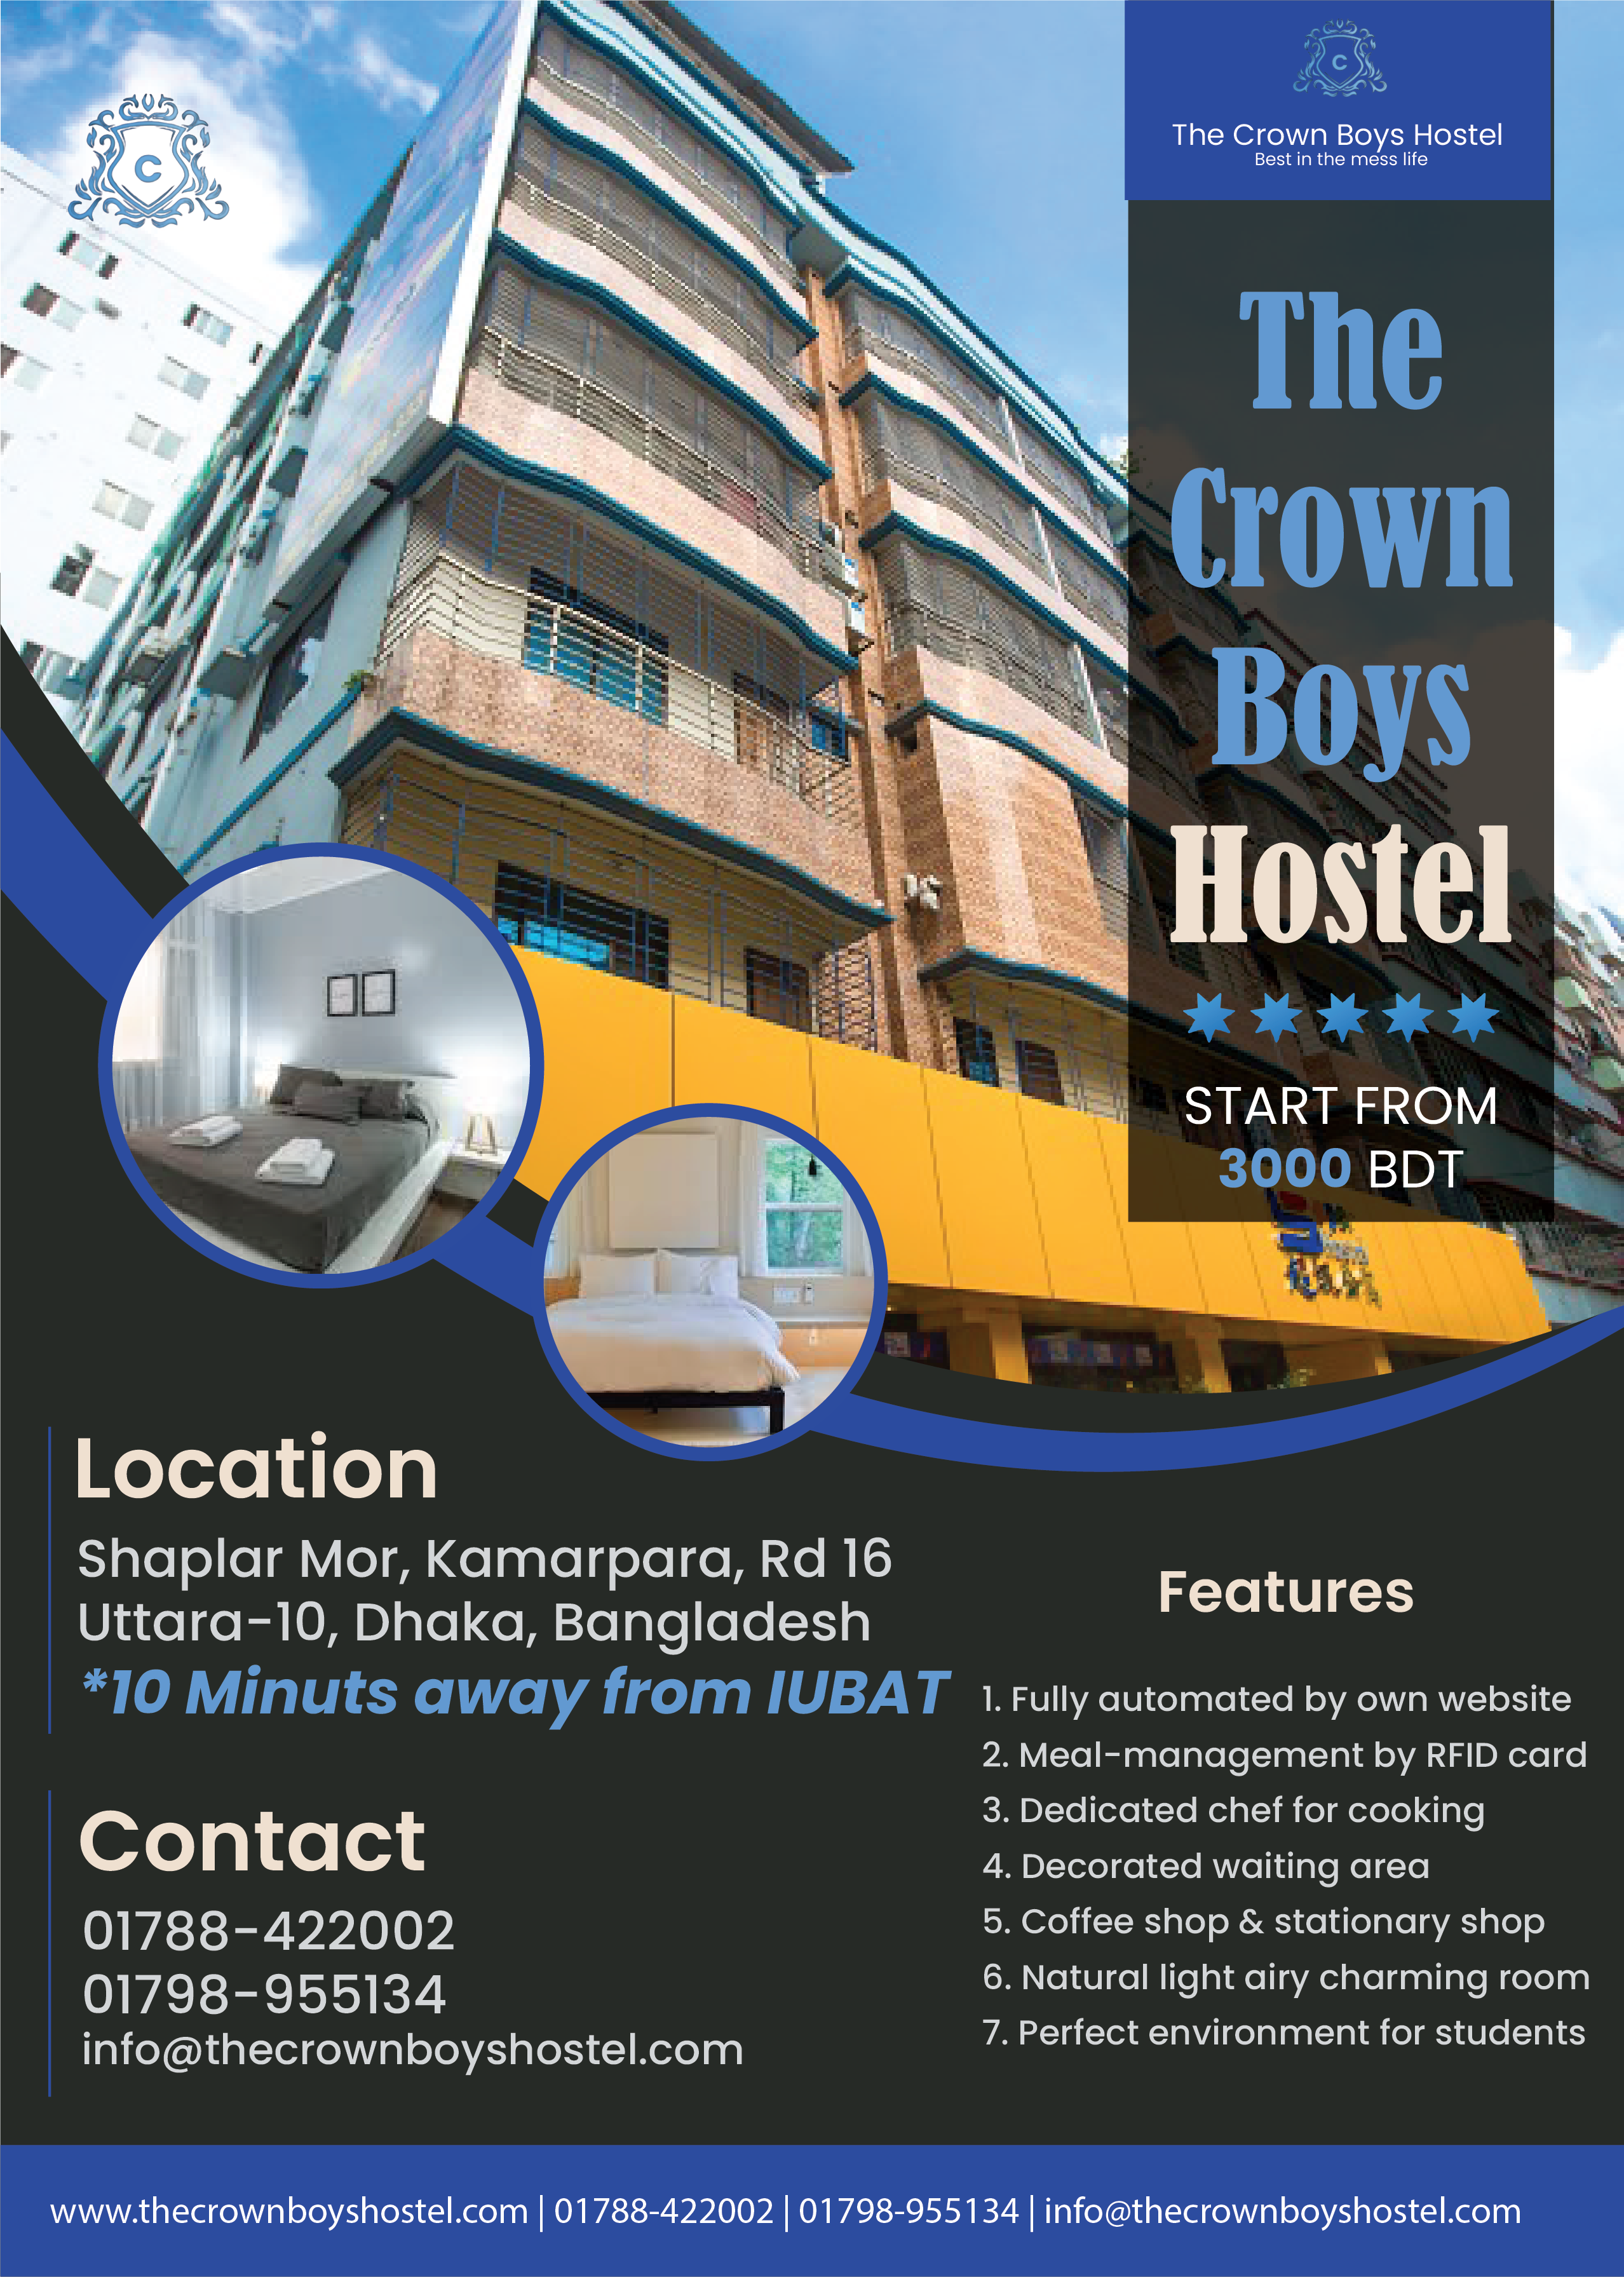 C
C
The Crown Boys Hostel
Best in the mess life
The
Crown
Boys
Hostel
START FROM
3000 BDT
Location
Shaplar Mor, Kamarpara, Rd 16
Uttara-10, Dhaka, Bangladesh
*10 Minuts away from IUBAT
Contact
01788-422002
01798-955134
info@thecrownboyshostel.com
Features
1. Fully automated by own website
2. Meal-management by RFID card
3. Dedicated chef for cooking
4. Decorated waiting area
5. Coffee shop & stationary shop
6. Natural light airy charming room
7. Perfect environment for students
www.thecrownboyshostel.com | 01788-422002 | 01798-955134 | info@thecrownboyshostel.com